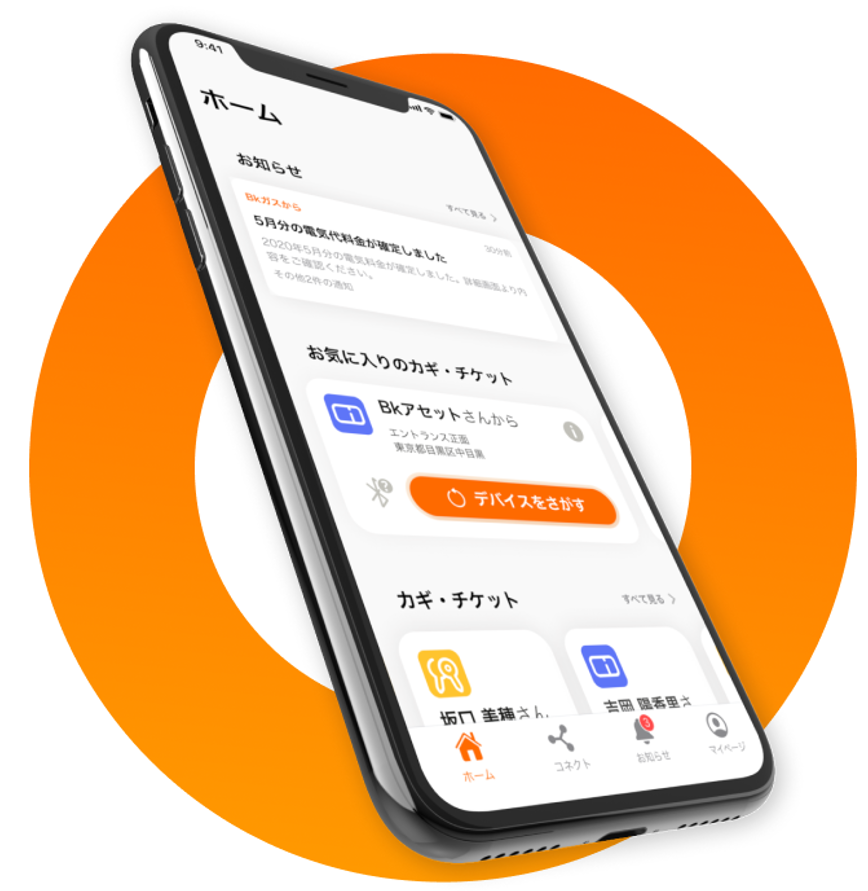 9:41
ホーム
お知らせ
すべて見る
Bkガスから
30分前
5月分の電気代料金が確定しました
2020年5月分の電気料金が確定しました。詳細画面より内
容をご確認ください。
その他2件の通知
お気に入りのカギ・チケット
Bkアセットさんから
エントランス正面
東京都目黒区中目黒
デバイスをさがす
カギ・チケット
すべて見る
坂口 美穂さん
吉岡 陽香里さ
3
ホーム
コネクト
お知らせ
マイページ